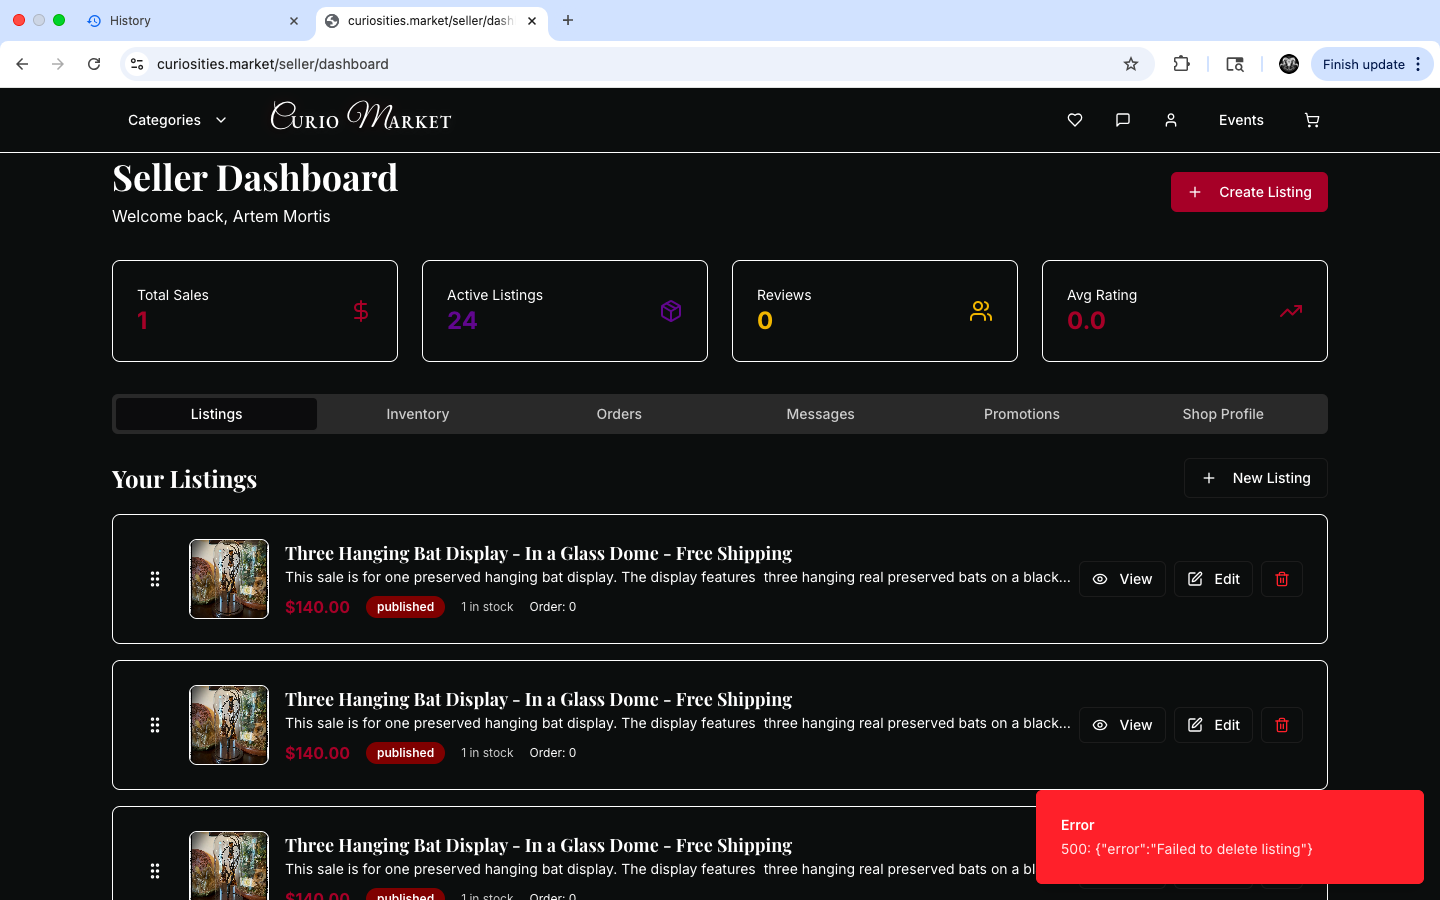 History
curiosities.market/seller/dash
curiosities.market/seller/dashboard
Finish update
Categories
Curio Market
Events
Seller Dashboard
Welcome back, Artem Mortis
Create Listing
Total Sales
1
Active Listings
24
Reviews
0
Avg Rating
0.0
Listings
Inventory
Orders
Messages
Promotions
Shop Profile
Your Listings
New Listing
Three Hanging Bat Display - In a Glass Dome - Free Shipping
This sale is for one preserved hanging bat display. The display features  three hanging real preserved bats on a black...
$140.00 published 1 in stock Order: 0
View
Edit
Three Hanging Bat Display - In a Glass Dome - Free Shipping
This sale is for one preserved hanging bat display. The display features  three hanging real preserved bats on a black...
$140.00 published 1 in stock Order: 0
View
Edit
Three Hanging Bat Display - In a Glass Dome - Free Shipping
This sale is for one preserved hanging bat display. The display features  three hanging real preserved bats on a bl
$140.00 published 1 in stock Order: 0
Error
500: {"error":"Failed to delete listing"}